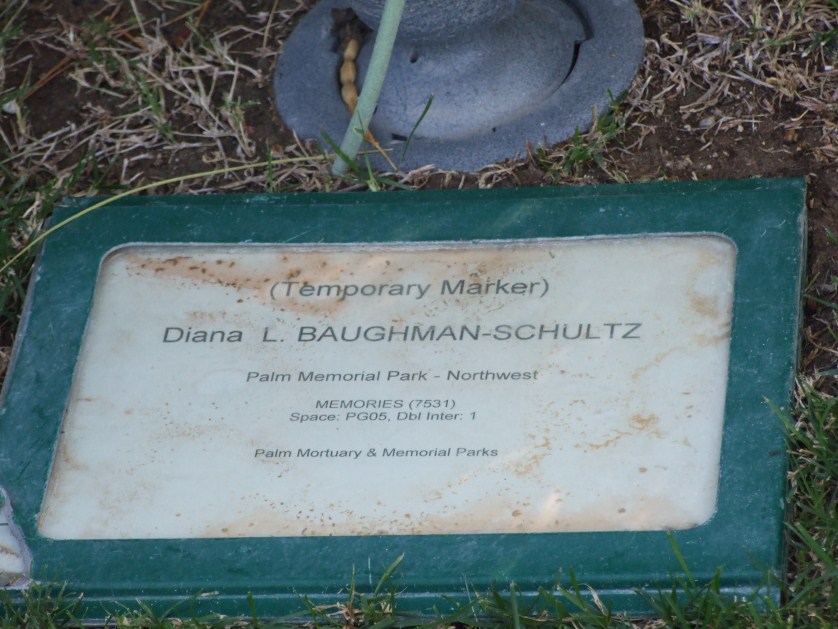 (Temporary Marker)
Diana L. BAUGHMAN-SCHULTZ
Palm Memorial Park - Northwest
MEMORIES (7531)
Space: PG05, Dbl Inter: 1
Palm Mortuary & Memorial Parks